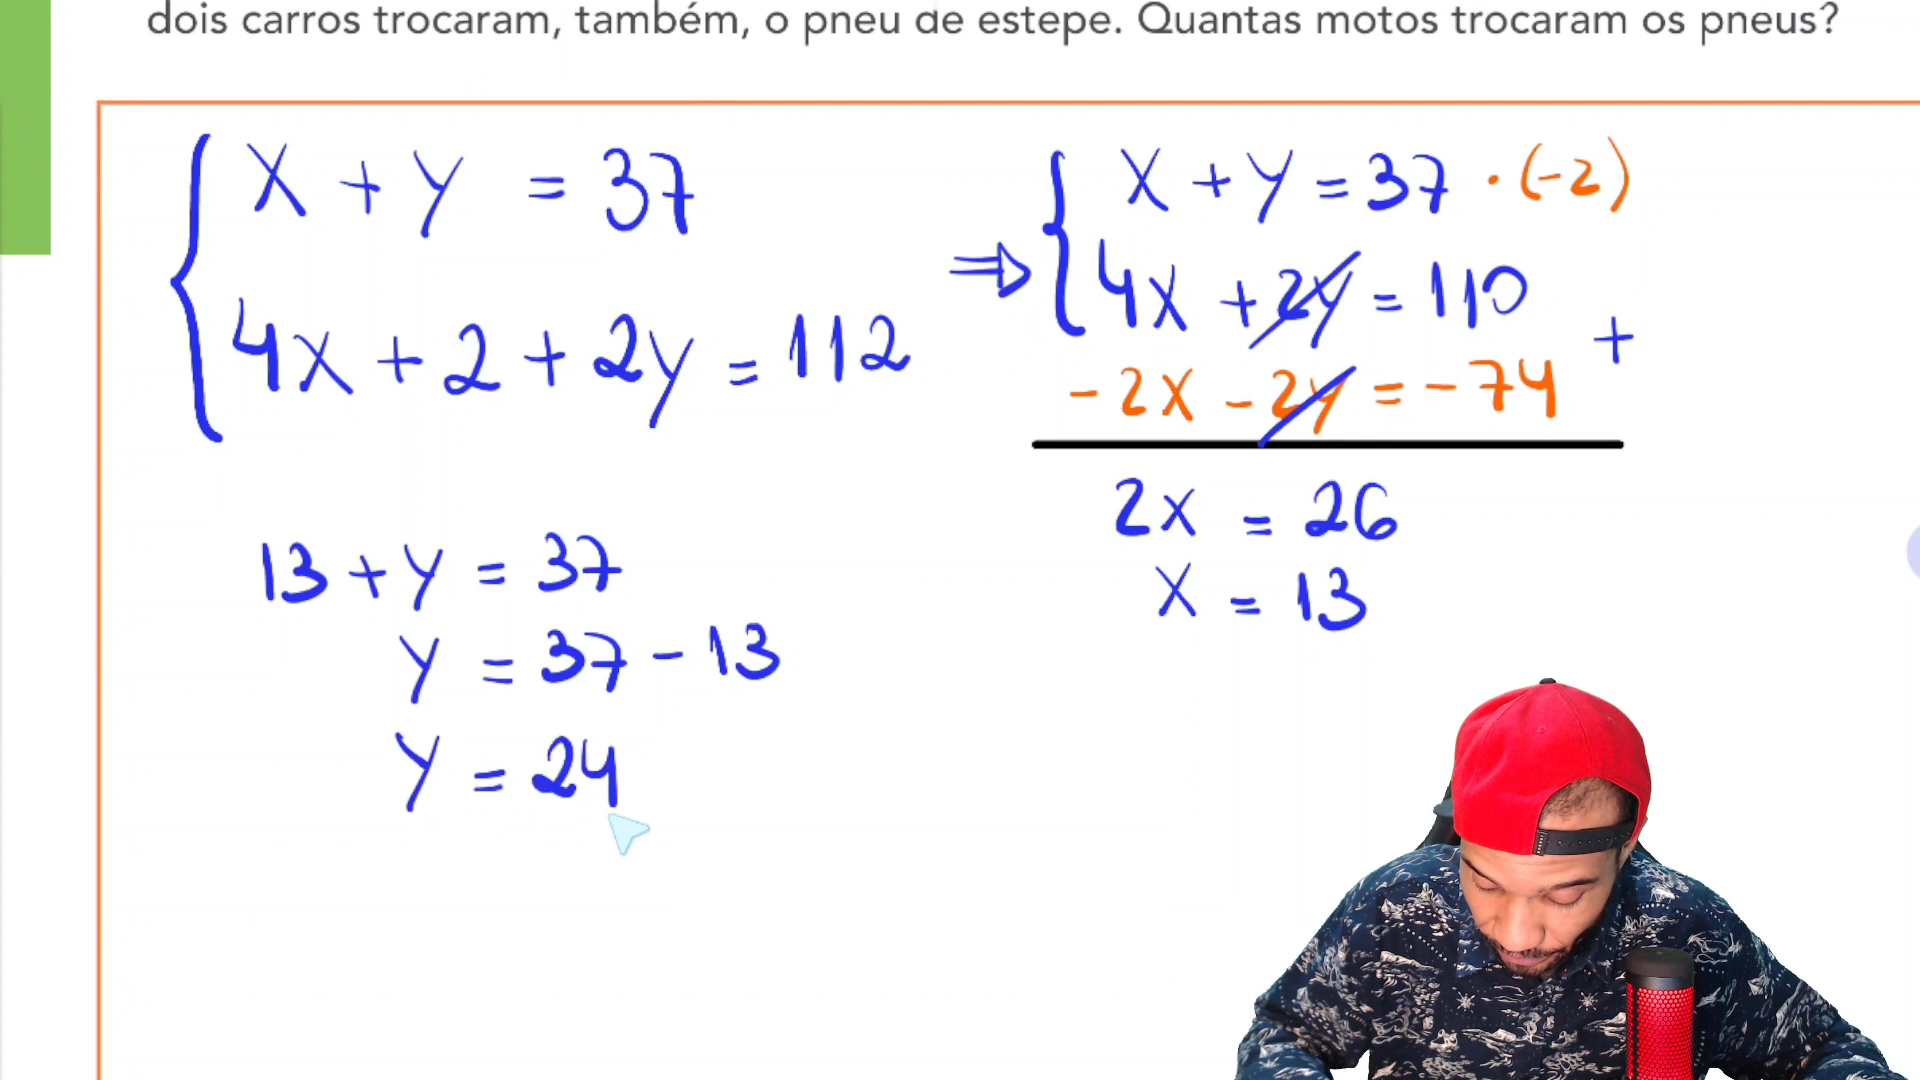 dois carros trocaram, também, o pneu de estepe. Quantas motos trocaram os pneus?
X + Y = 37
4X + 2 + 2y = 112
13 + Y = 37
Y = 37 - 13
Y = 24
⇒
X + Y = 37 · (-2)
4X + 2Y = 110
+
- 2X - 2Y = - 74
2X = 26
X = 13